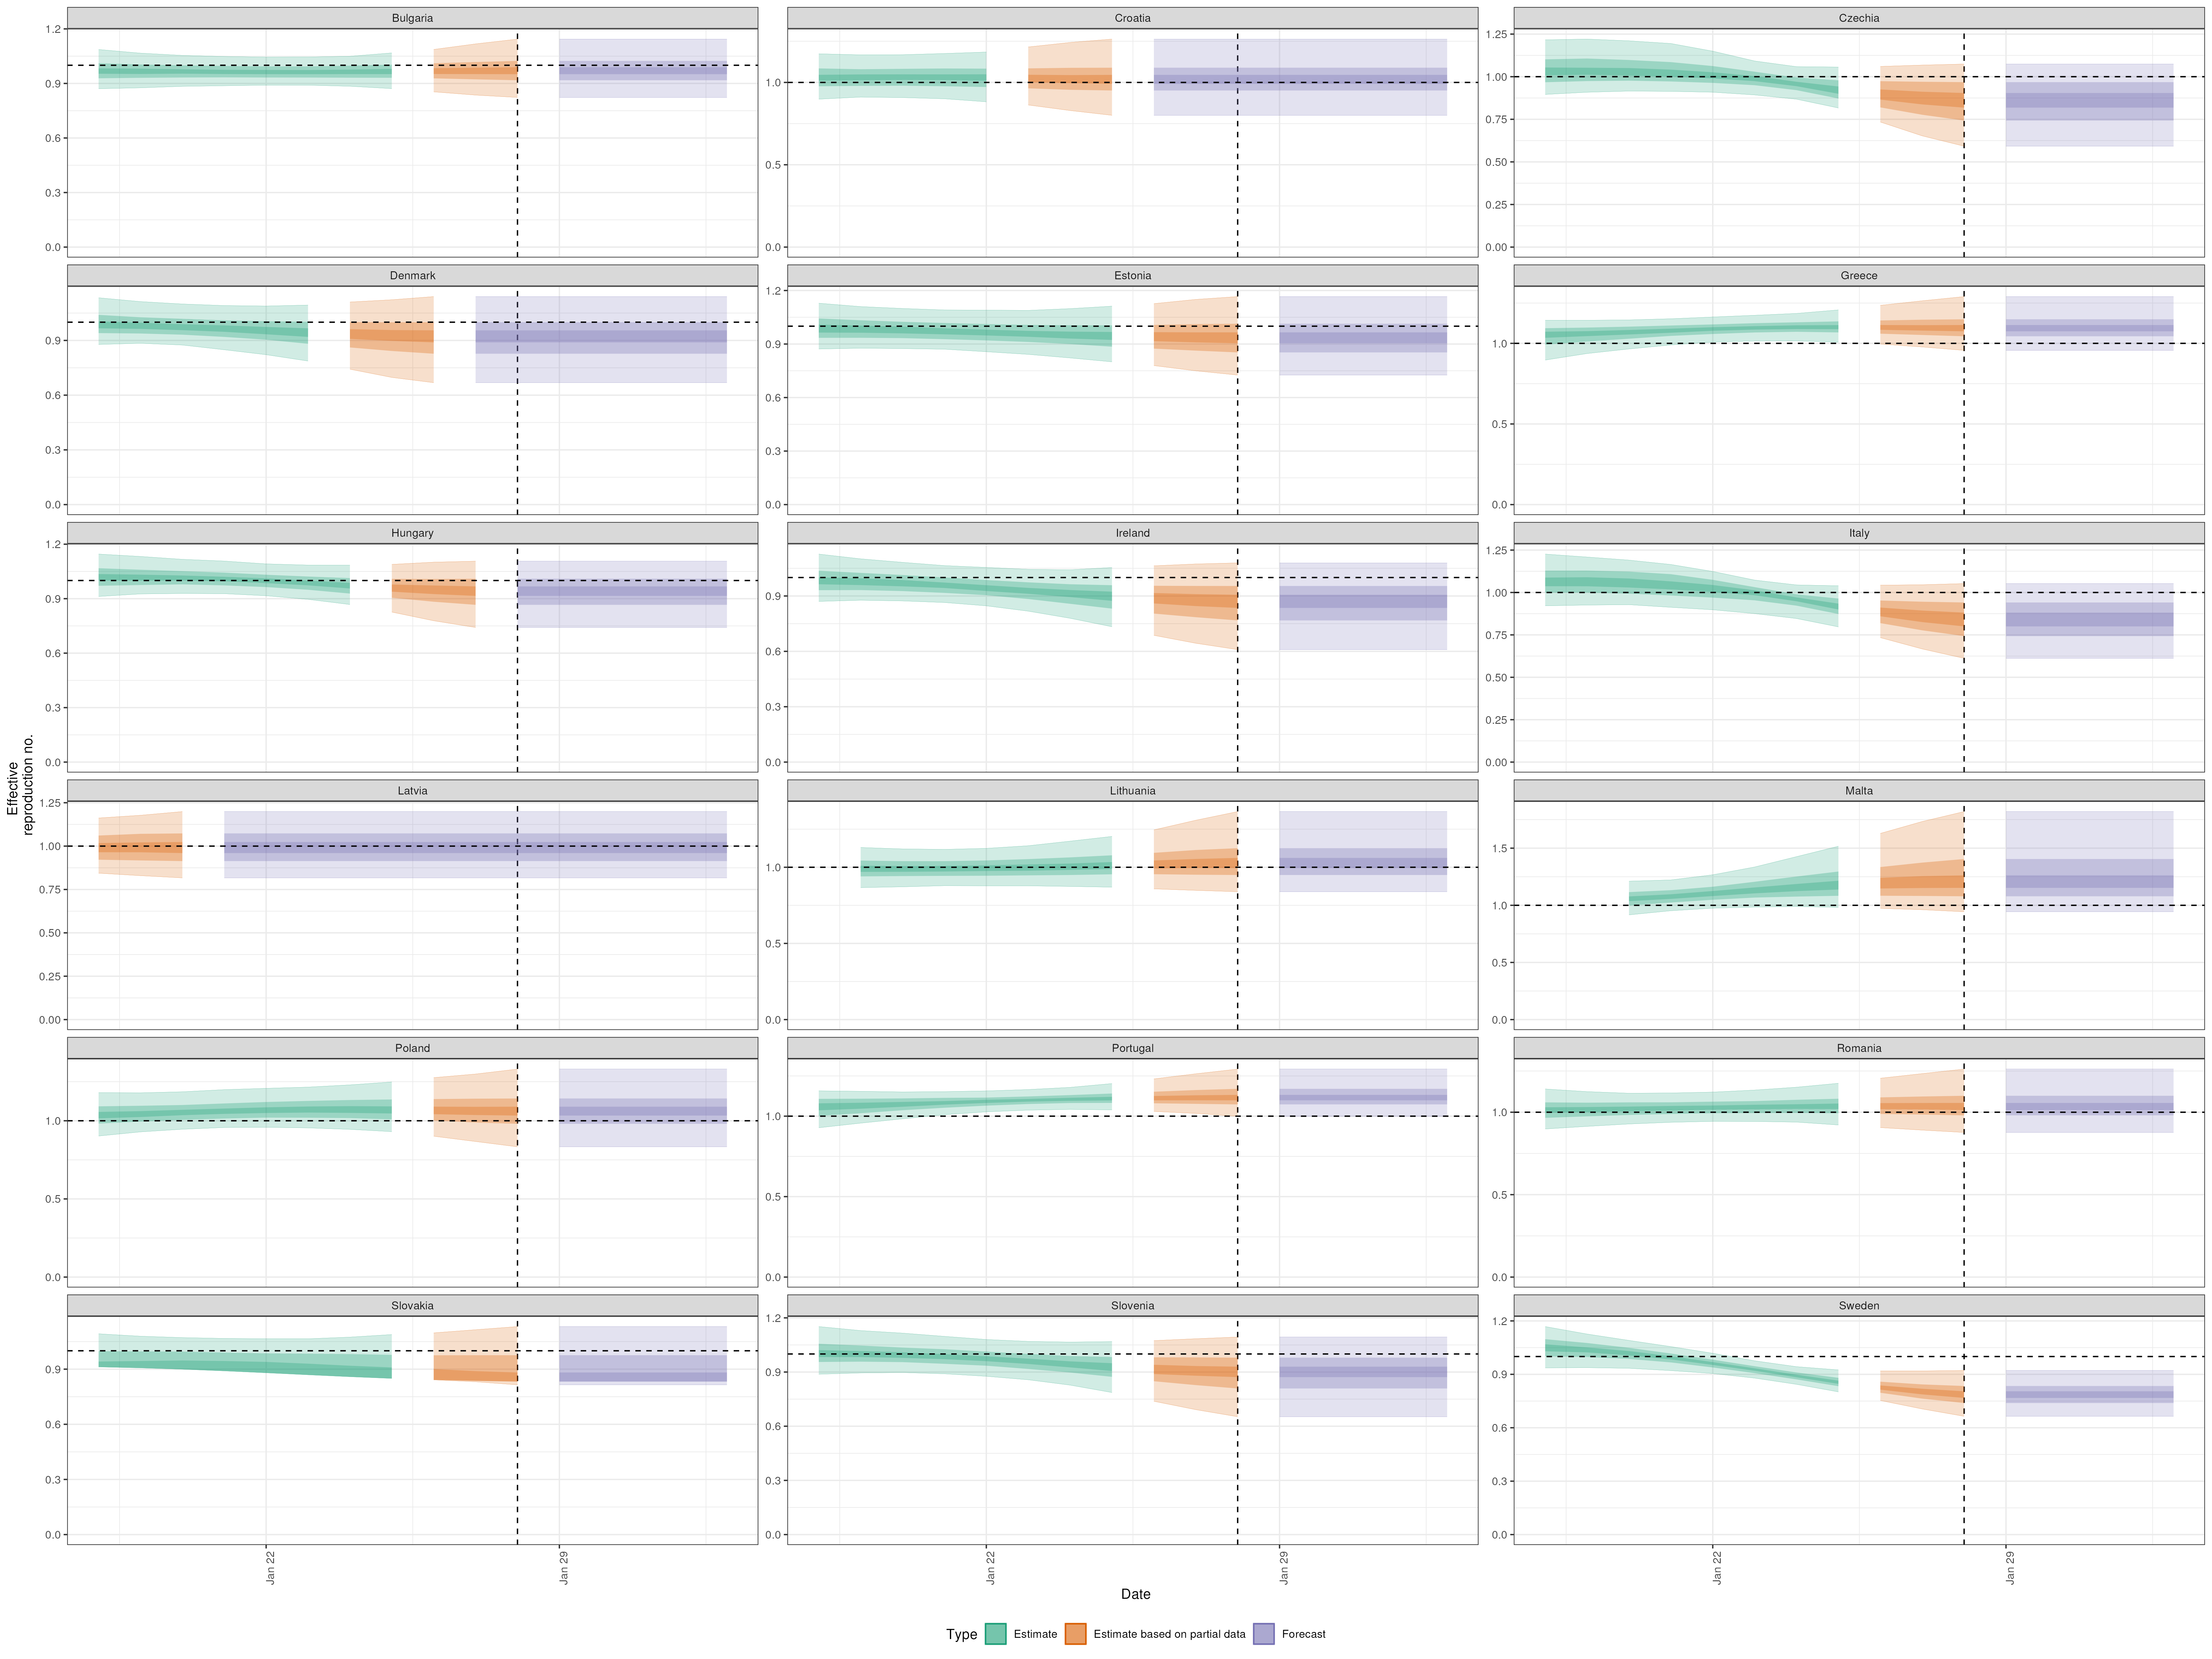 Bulgaria
Croatia
Czechia
1.2
0.9
0.6
0.3
0.0
1.0
0.5
0.0
1.25
1.00
0.75
0.50
0.25
0.00
Denmark
Estonia
Greece
0.9
0.6
0.3
0.0
1.2
0.9
0.6
0.3
0.0
1.0
0.5
0.0
Hungary
Ireland
Italy
1.2
0.9
0.6
0.3
0.0
0.9
0.6
0.3
0.0
1.25
1.00
0.75
0.50
0.25
0.00
Effective
reproduction no.
Latvia
Lithuania
Malta
1.25
1.00
0.75
0.50
0.25
0.00
1.0
0.5
0.0
1.5
1.0
0.5
0.0
Poland
Portugal
Romania
1.0
0.5
0.0
1.0
0.5
0.0
1.0
0.5
0.0
Slovakia
Slovenia
Sweden
0.9
0.6
0.3
0.0
1.2
0.9
0.6
0.3
0.0
1.2
0.9
0.6
0.3
0.0
Jan 22
Jan 29
Jan 22
Jan 29
Jan 22
Jan 29
Date
Type
Estimate
Estimate based on partial data
Forecast